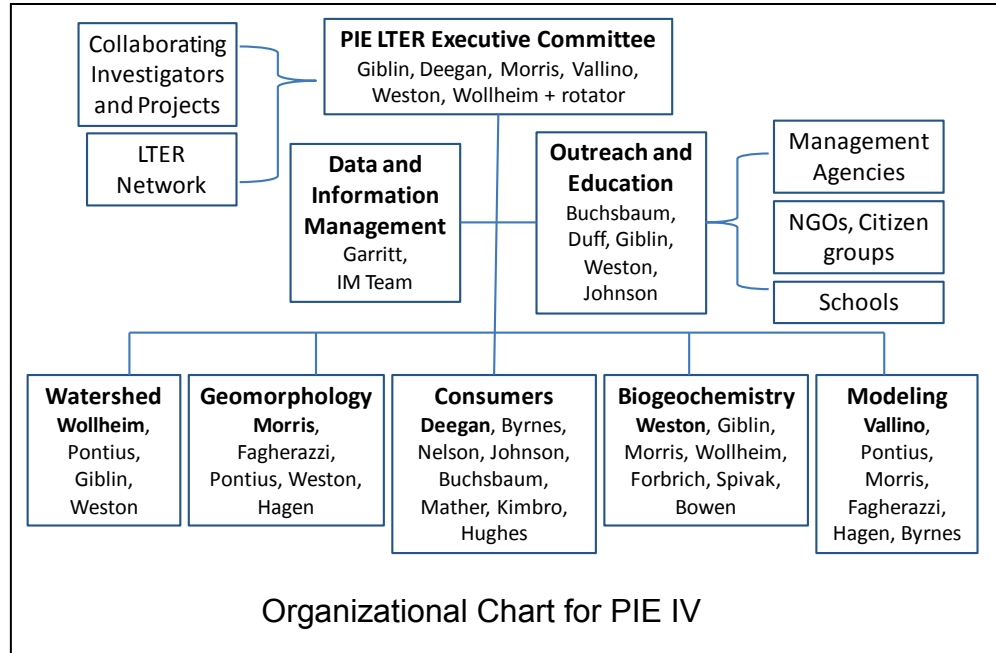 Collaborating
Investigators
and Projects
LTER
Network
PIE LTER Executive Committee
Giblin, Deegan, Morris, Vallino,
Weston, Wollheim + rotator
Data and
Information
Management
Garritt,
IM Team
Outreach and
Education
Buchsbaum,
Duff, Giblin,
Weston,
Johnson
Management
Agencies
NGOs, Citizen
groups
Schools
Watershed
Wollheim,
Pontius,
Giblin,
Weston
Geomorphology
Morris,
Fagherazzi,
Pontius, Weston,
Hagen
Consumers
Deegan, Byrnes,
Nelson, Johnson,
Buchsbaum,
Mather, Kimbro,
Hughes
Biogeochemistry
Weston, Giblin,
Morris, Wollheim,
Forbrich, Spivak,
Bowen
Modeling
Vallino,
Pontius,
Morris,
Fagherazzi,
Hagen, Byrnes
Organizational Chart for PIE IV